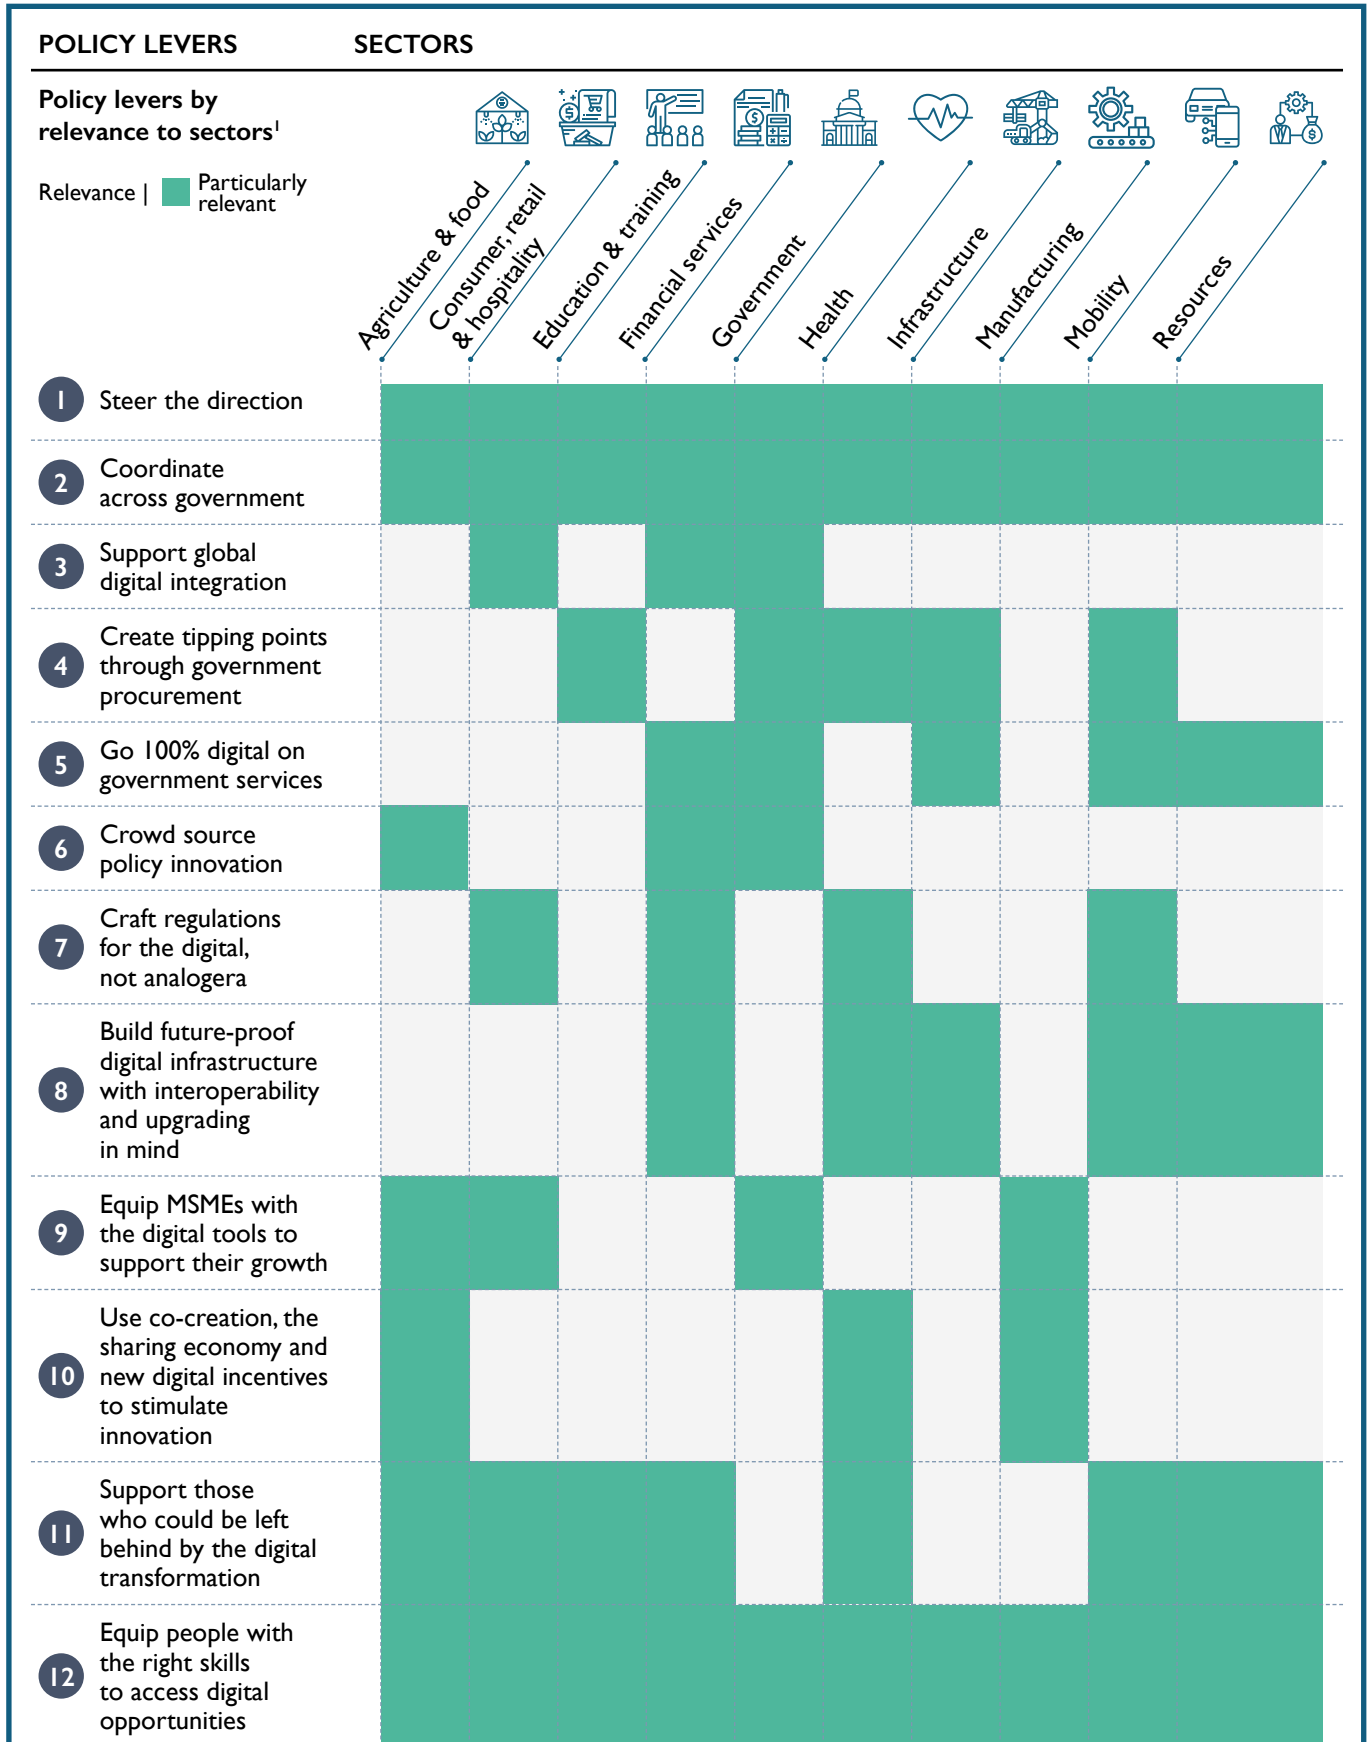 POLICY LEVERS
SECTORS
Policy levers by
relevance to sectors¹
Relevance |
Particularly
relevant
Agriculture & food
Consumer, retail
& hospitality
Education & training
Financial services
Government
Health
Infrastructure
Manufacturing
Mobility
Resources
1
Steer the direction
2
Coordinate
across government
3
Support global
digital integration
4
Create tipping points
through government
procurement
5
Go 100% digital on
government services
6
Crowd source
policy innovation
7
Craft regulations
for the digital,
not analogera
8
Build future-proof
digital infrastructure
with interoperability
and upgrading
in mind
9
Equip MSMEs with
the digital tools to
support their growth
10
Use co-creation, the
sharing economy and
new digital incentives
to stimulate
innovation
11
Support those
who could be left
behind by the digital
transformation
12
Equip people with
the right skills
to access digital
opportunities